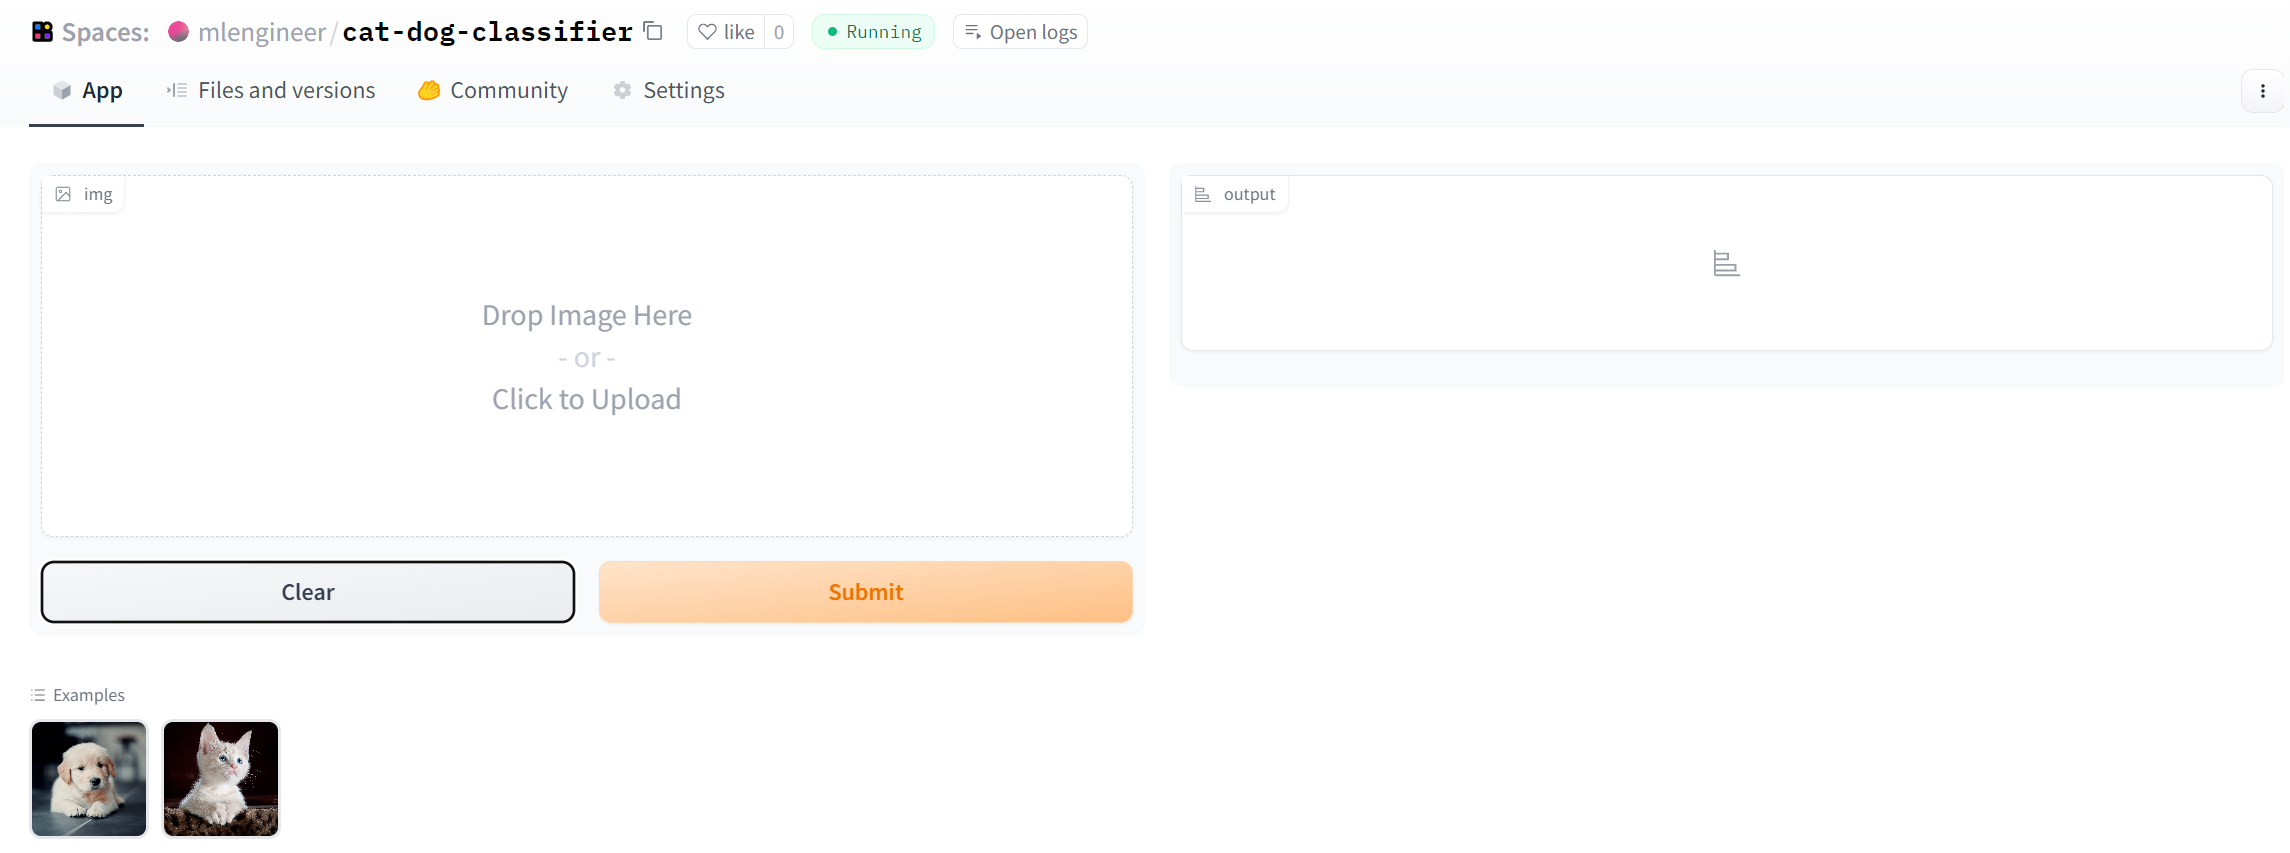 Spaces: mlengineer/cat-dog-classifier like 0 Running Open logs
App Files and versions Community Settings
img
Drop Image Here
- or -
Click to Upload
Clear Submit
output
Examples